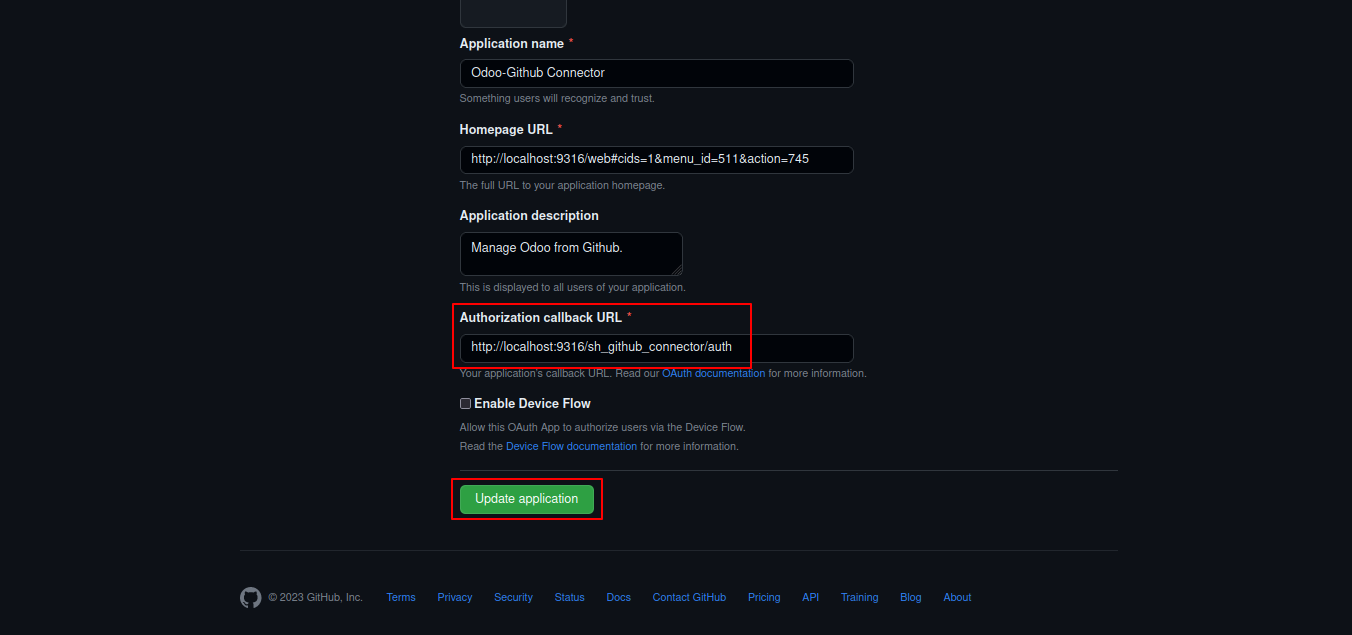 Application name *
Odoo-Github Connector
Something users will recognize and trust.
Homepage URL *
http://localhost:9316/web#cids=1&menu_id=511&action=745
The full URL to your application homepage.
Application description
Manage Odoo from Github.
This is displayed to all users of your application.
Authorization callback URL *
http://localhost:9316/sh_github_connector/auth
Your application's callback URL. Read our OAuth documentation for more information.
Enable Device Flow
Allow this OAuth App to authorize users via the Device Flow.
Read the Device Flow documentation for more information.
Update application
© 2023 GitHub, Inc. Terms Privacy Security Status Docs Contact GitHub Pricing API Training Blog About